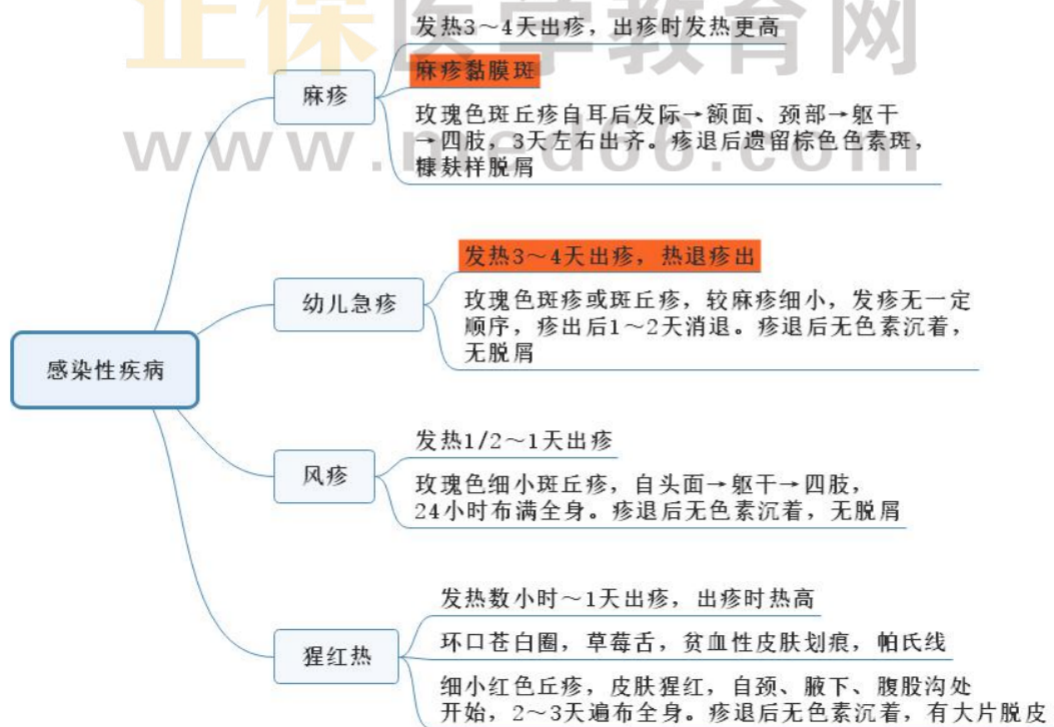 正保医学教育网
www.med66.com
感染性疾病
麻疹
发热3～4天出疹，出疹时发热更高
麻疹黏膜斑
玫瑰色斑丘疹自耳后发际→额面、颈部→躯干
→四肢，3天左右出齐。疹退后遗留棕色色素斑，
糠麸样脱屑
幼儿急疹
发热3～4天出疹，热退疹出
玫瑰色斑疹或斑丘疹，较麻疹细小，发疹无一定
顺序，疹出后1～2天消退。疹退后无色素沉着，
无脱屑
风疹
发热1/2～1天出疹
玫瑰色细小斑丘疹，自头面→躯干→四肢，
24小时布满全身。疹退后无色素沉着，无脱屑
猩红热
发热数小时～1天出疹，出疹时热高
环口苍白圈，草莓舌，贫血性皮肤划痕，帕氏线
细小红色丘疹，皮肤猩红，自颈、腋下、腹股沟处
开始，2～3天遍布全身。疹退后无色素沉着，有大片脱皮